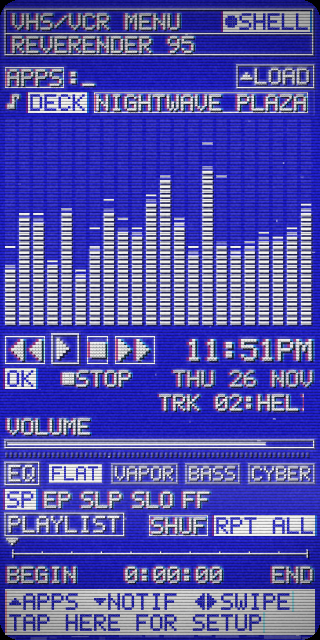 VHS/VCR MENU SHELL
REVERENDER 95
APPS:_ LOAD
DECK NIGHTWAVE PLAZA
11:51PM
OK STOP THU 26 NOV
TRK 02:HEL
VOLUME
EQ FLAT VAPOR BASS CYBER
SP EP SLP SLO FF
PLAYLIST SHUF RPT ALL
BEGIN 0:00:00 END
APPS NOTIF SWIPE
TAP HERE FOR SETUP